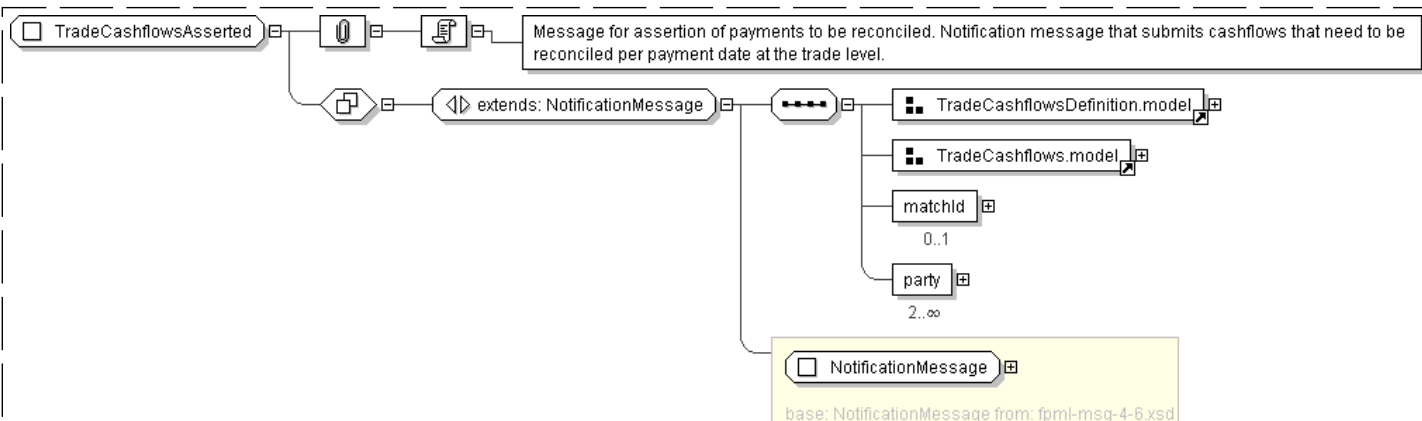 TradeCashflowsAsserted
Message for assertion of payments to be reconciled. Notification message that submits cashflows that need to be
reconciled per payment date at the trade level.
extends: NotificationMessage
TradeCashflowsDefinition.model
TradeCashflows.model
matchId
0..1
party
2..∞
NotificationMessage
base: NotificationMessage from: fpml-msg-4-6.xsd